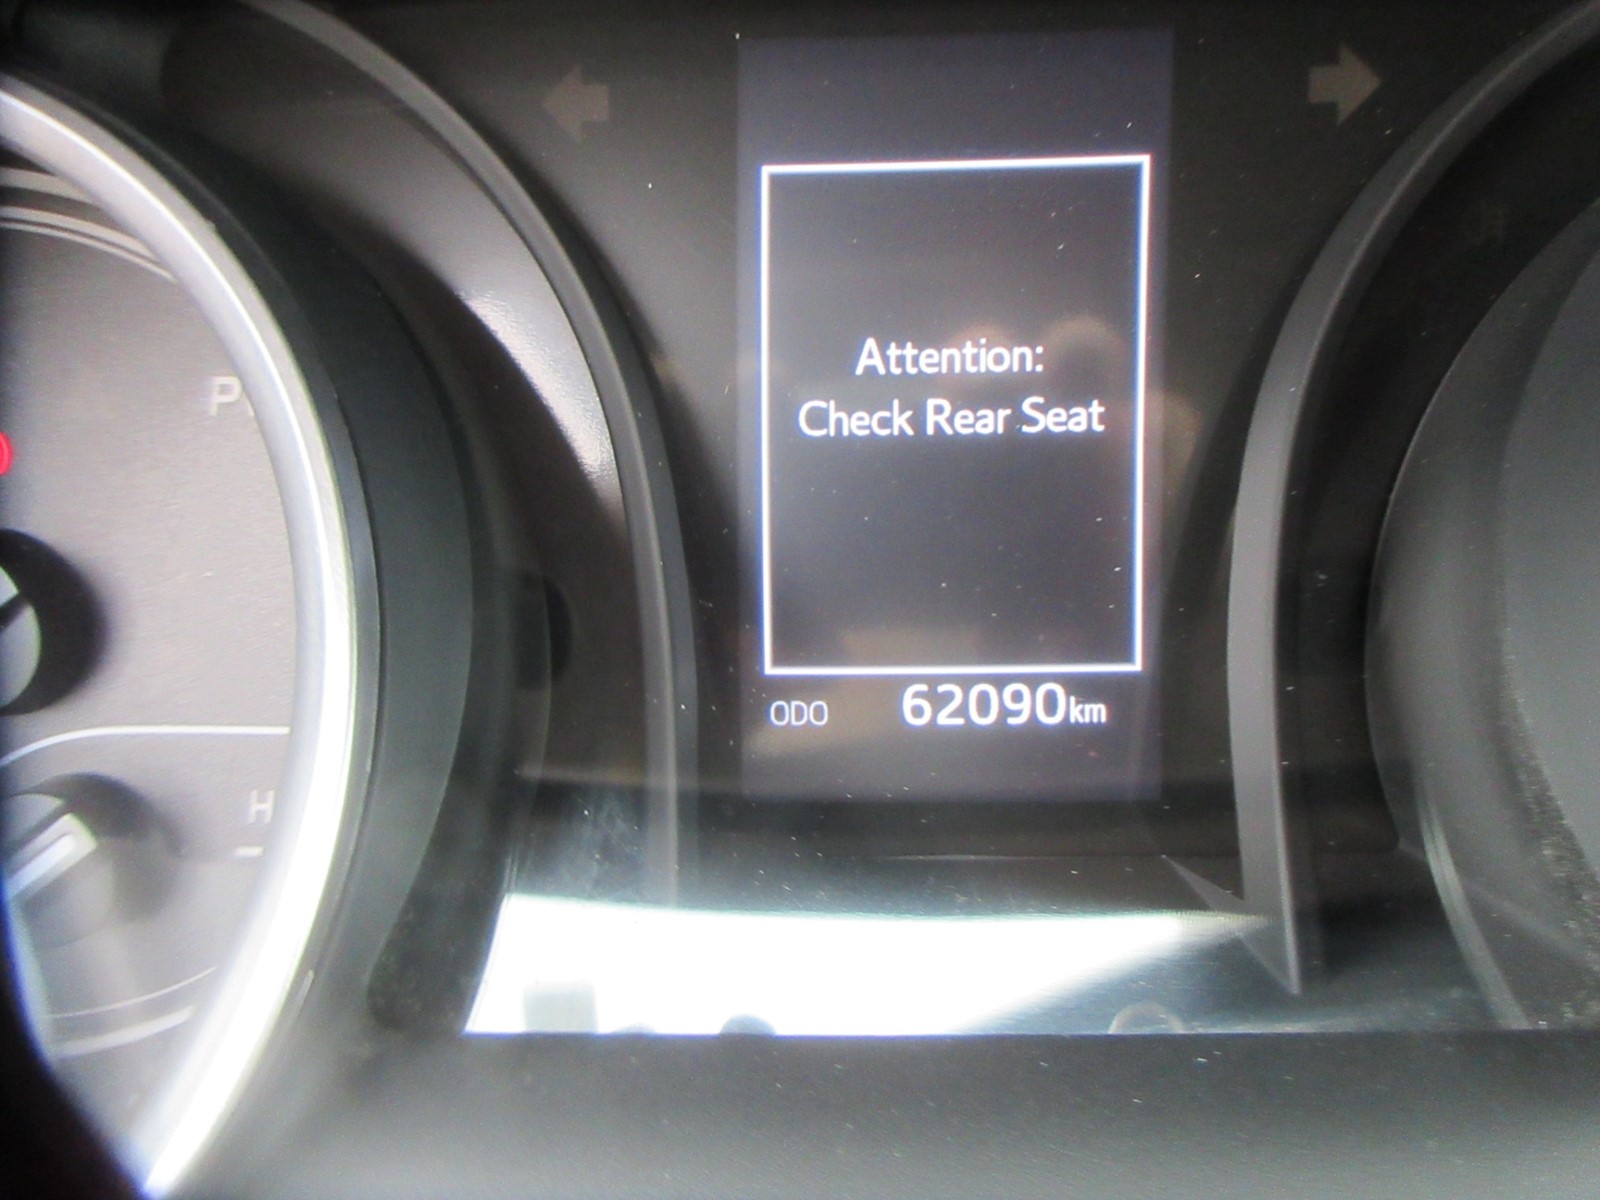 Attention:
Check Rear Seat
ODO 62090km
H